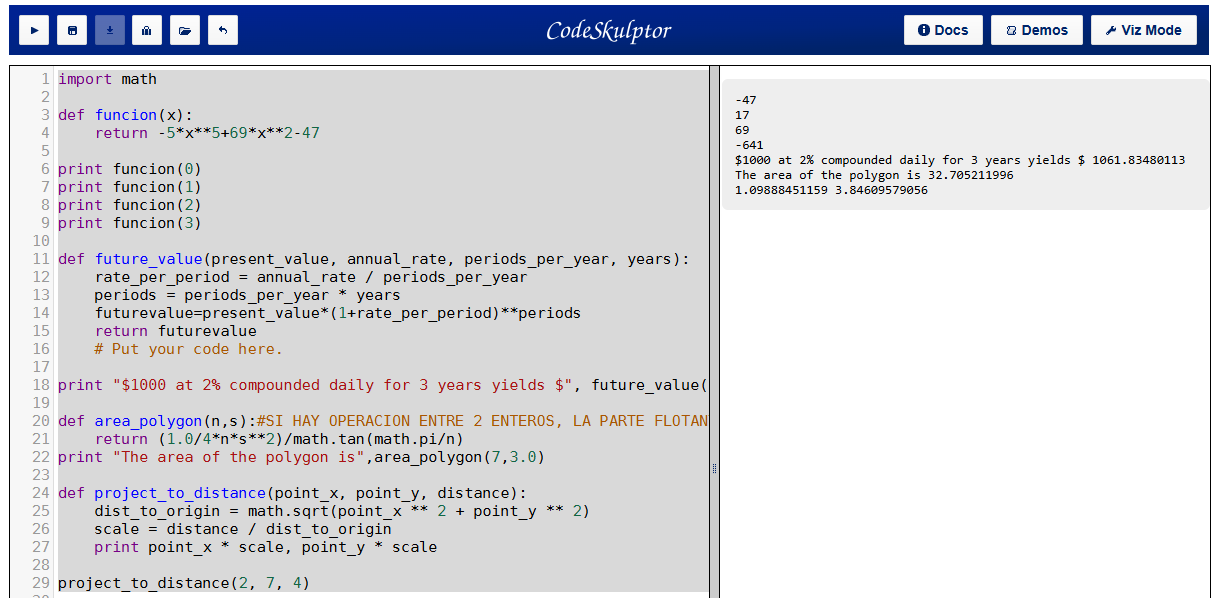 CodeSkulptor
Docs
Demos
Viz Mode
1 import math
2
3 def funcion(x):
4     return -5*x**5+69*x**2-47
5
6 print funcion(0)
7 print funcion(1)
8 print funcion(2)
9 print funcion(3)
10
11 def future_value(present_value, annual_rate, periods_per_year, years):
12     rate_per_period = annual_rate / periods_per_year
13     periods = periods_per_year * years
14     futurevalue=present_value*(1+rate_per_period)**periods
15     return futurevalue
16     # Put your code here.
17
18 print "$1000 at 2% compounded daily for 3 years yields $", future_value(
19
20 def area_polygon(n,s):#SI HAY OPERACION ENTRE 2 ENTEROS, LA PARTE FLOTAN
21     return (1.0/4*n*s**2)/math.tan(math.pi/n)
22 print "The area of the polygon is",area_polygon(7,3.0)
23
24 def project_to_distance(point_x, point_y, distance):
25     dist_to_origin = math.sqrt(point_x ** 2 + point_y ** 2)
26     scale = distance / dist_to_origin
27     print point_x * scale, point_y * scale
28
29 project_to_distance(2, 7, 4)
-47
17
69
-641
$1000 at 2% compounded daily for 3 years yields $ 1061.83480113
The area of the polygon is 32.705211996
1.09888451159 3.84609579056